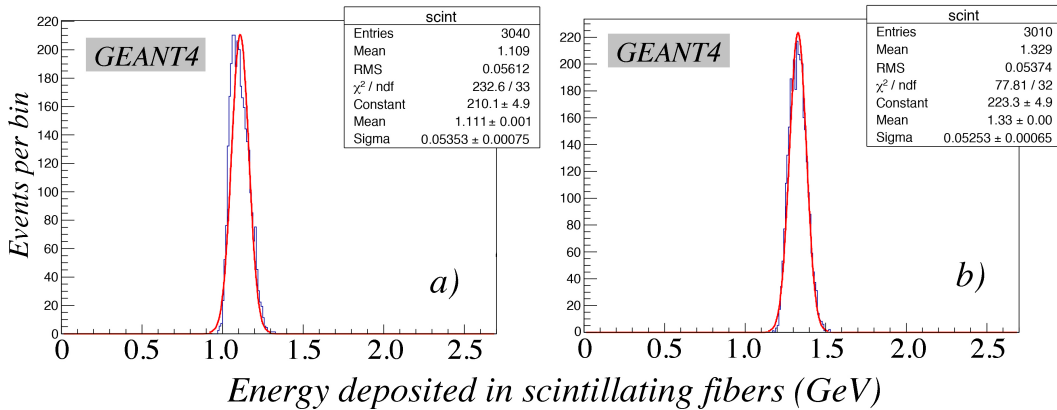 scint
Entries 3040
Mean 1.109
RMS 0.05612
χ² / ndf 232.6 / 33
Constant 210.1 ± 4.9
Mean 1.111 ± 0.001
Sigma 0.05353 ± 0.00075
GEANT4
a)
220
200
180
160
140
120
100
80
60
40
20
0
0 0.5 1.0 1.5 2.0 2.5
Events per bin
scint
Entries 3010
Mean 1.329
RMS 0.05374
χ² / ndf 77.81 / 32
Constant 223.3 ± 4.9
Mean 1.33 ± 0.00
Sigma 0.05253 ± 0.00065
GEANT4
b)
220
200
180
160
140
120
100
80
60
40
20
0
0 0.5 1.0 1.5 2.0 2.5
Energy deposited in scintillating fibers (GeV)